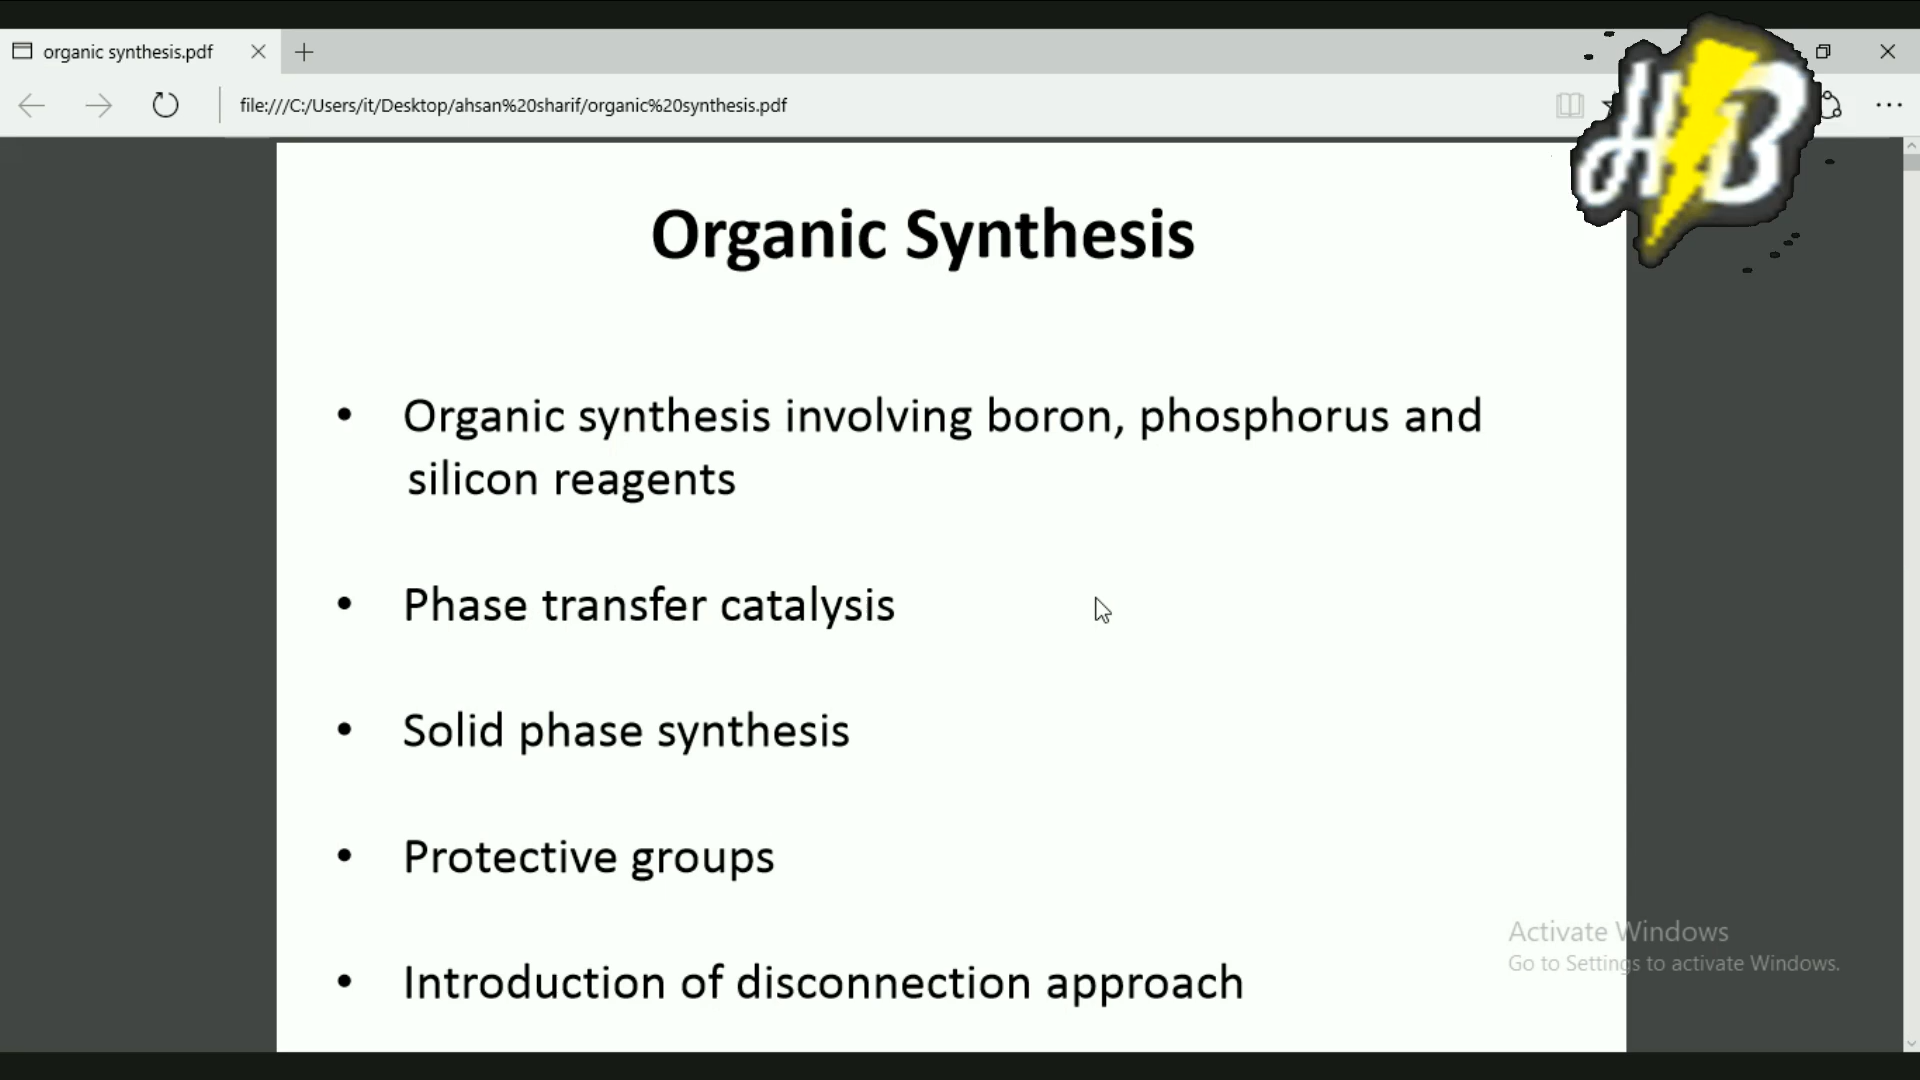 organic synthesis.pdf
file:///C:/Users/it/Desktop/ahsan%20sharif/organic%20synthesis.pdf
HB
Organic Synthesis
• Organic synthesis involving boron, phosphorus and
silicon reagents
• Phase transfer catalysis
• Solid phase synthesis
• Protective groups
• Introduction of disconnection approach
Activate Windows
Go to Settings to activate Windows.